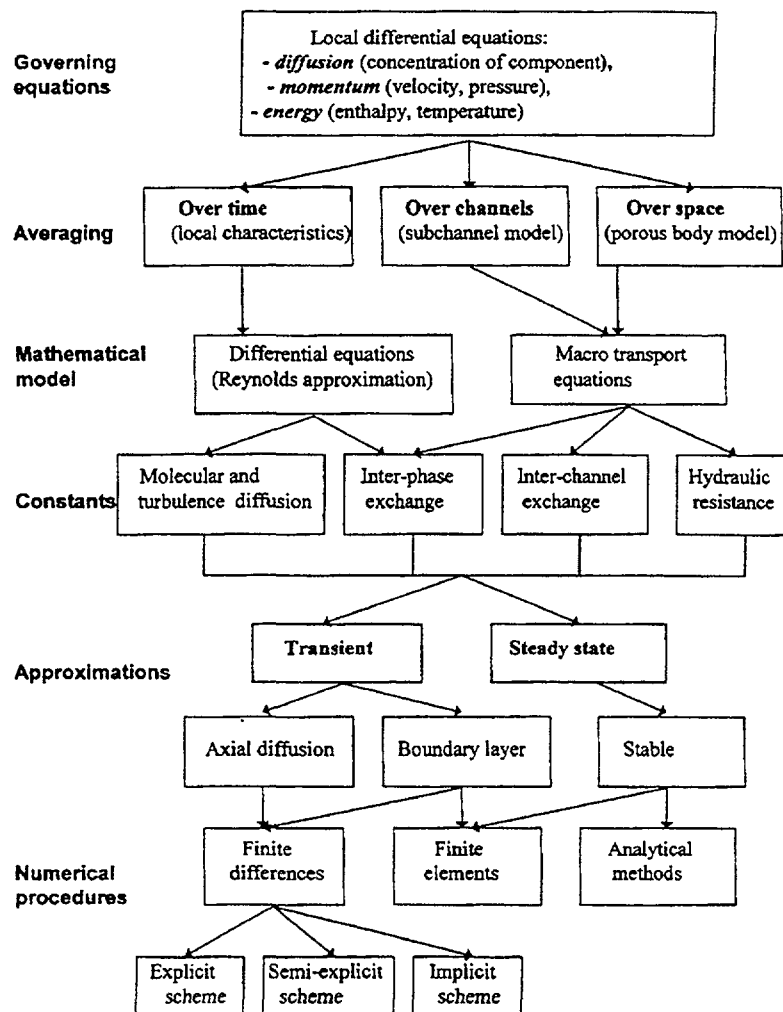 Governing
equations
Local differential equations:
- diffusion (concentration of component),
- momentum (velocity, pressure),
- energy (enthalpy, temperature)
Averaging
Over time
(local characteristics)
Over channels
(subchannel model)
Over space
(porous body model)
Mathematical
model
Differential equations
(Reynolds approximation)
Macro transport
equations
Constants
Molecular and
turbulence diffusion
Inter-phase
exchange
Inter-channel
exchange
Hydraulic
resistance
Approximations
Transient
Steady state
Axial diffusion
Boundary layer
Stable
Numerical
procedures
Finite
differences
Finite
elements
Analytical
methods
Explicit
scheme
Semi-explicit
scheme
Implicit
scheme